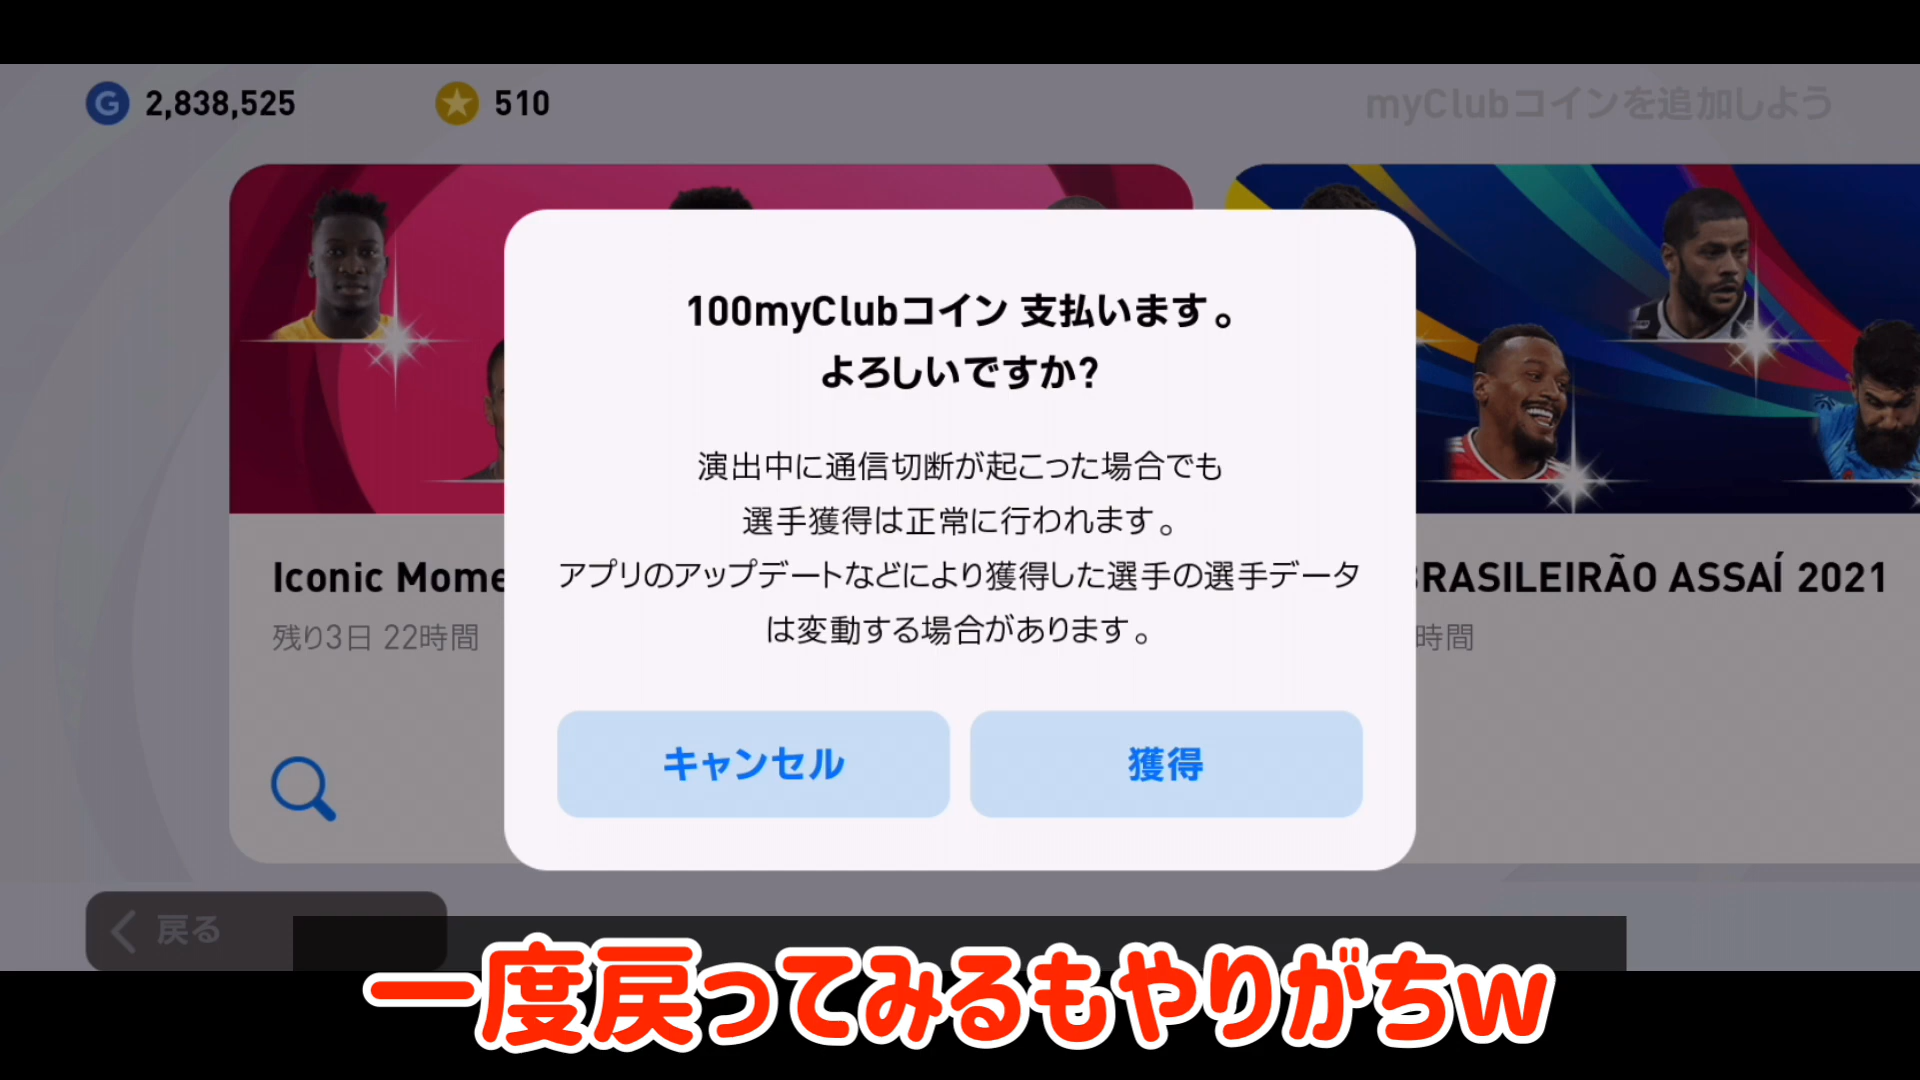 2,838,525
510
myClubコインを追加しよう
100myClubコイン 支払います。
よろしいですか?
演出中に通信切断が起こった場合でも
選手獲得は正常に行われます。
アプリのアップデートなどにより獲得した選手の選手データ
は変動する場合があります。
キャンセル
獲得
Iconic Mome
残り3日 22時間
BRASILEIRÃO ASSAÍ 2021
時間
戻る
一度戻ってみるもやりがちw